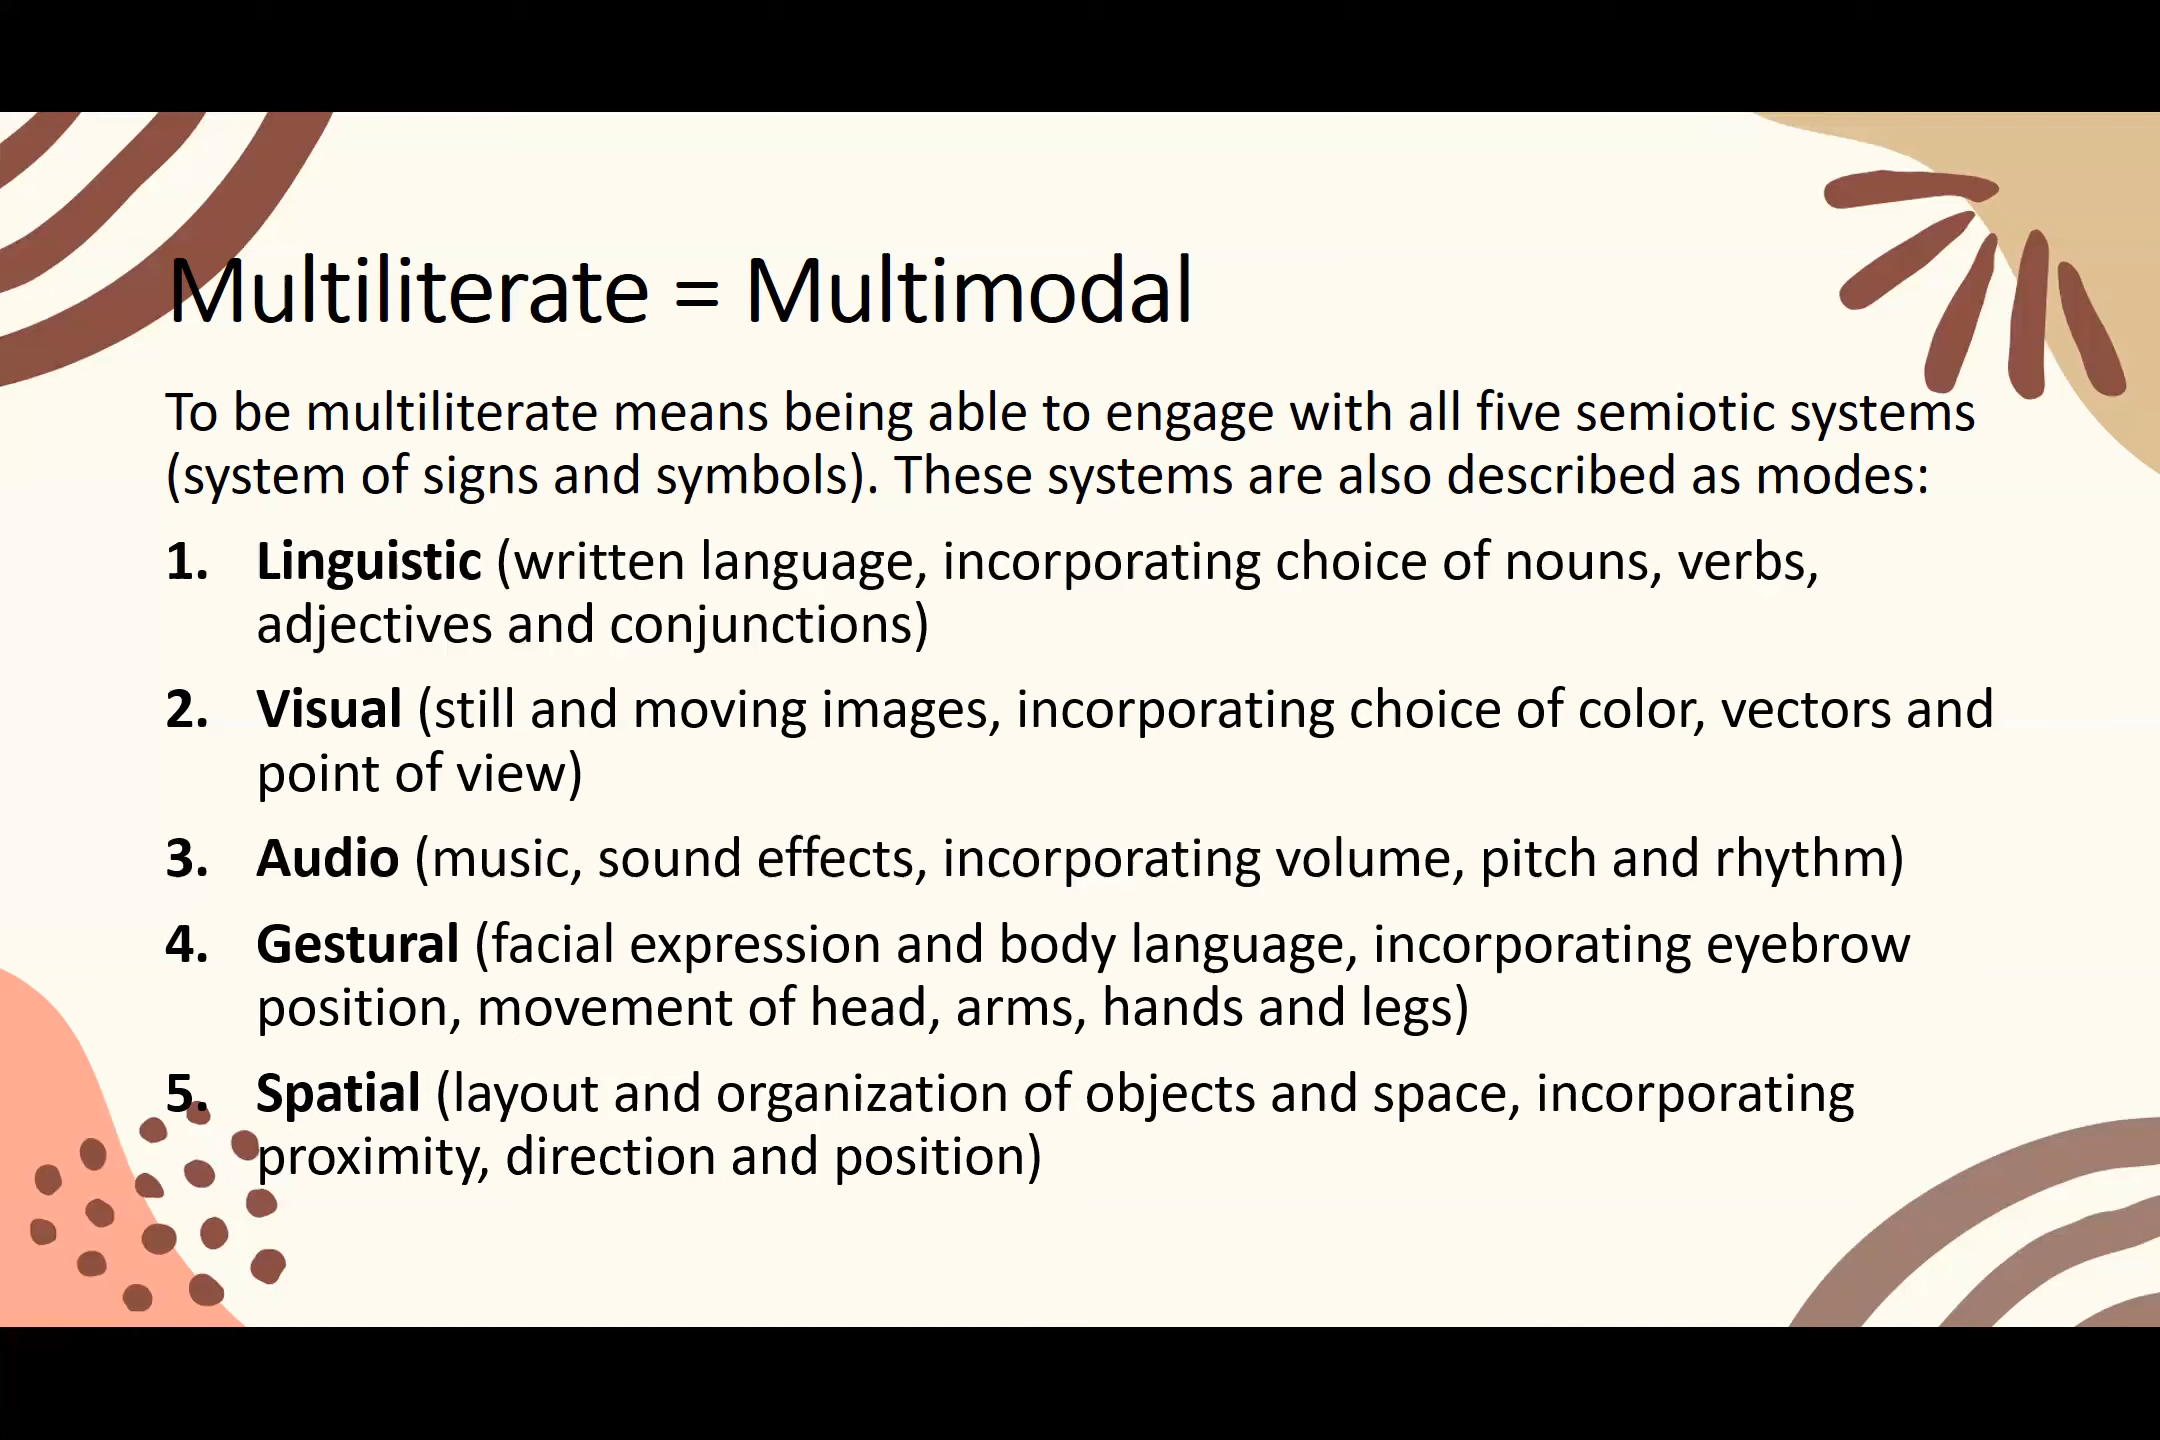 Multiliterate = Multimodal
To be multiliterate means being able to engage with all five semiotic systems
(system of signs and symbols). These systems are also described as modes:
1. Linguistic (written language, incorporating choice of nouns, verbs,
adjectives and conjunctions)
2. Visual (still and moving images, incorporating choice of color, vectors and
point of view)
3. Audio (music, sound effects, incorporating volume, pitch and rhythm)
4. Gestural (facial expression and body language, incorporating eyebrow
position, movement of head, arms, hands and legs)
5. Spatial (layout and organization of objects and space, incorporating
proximity, direction and position)